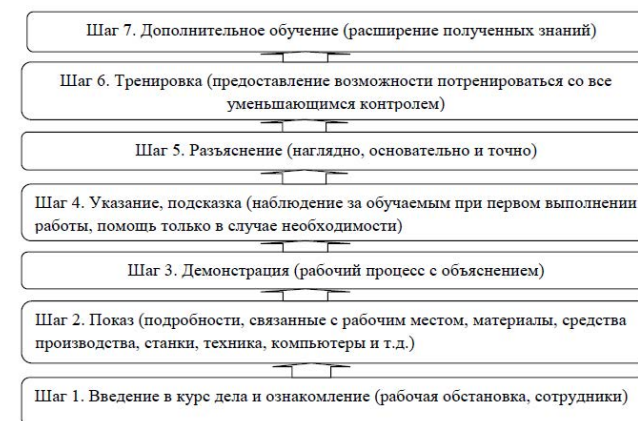 Шаг 7. Дополнительное обучение (расширение полученных знаний)
Шаг 6. Тренировка (предоставление возможности потренироваться со все
уменьшающимся контролем)
Шаг 5. Разъяснение (наглядно, основательно и точно)
Шаг 4. Указание, подсказка (наблюдение за обучаемым при первом выполнении
работы, помощь только в случае необходимости)
Шаг 3. Демонстрация (рабочий процесс с объяснением)
Шаг 2. Показ (подробности, связанные с рабочим местом, материалы, средства
производства, станки, техника, компьютеры и т.д.)
Шаг 1. Введение в курс дела и ознакомление (рабочая обстановка, сотрудники)